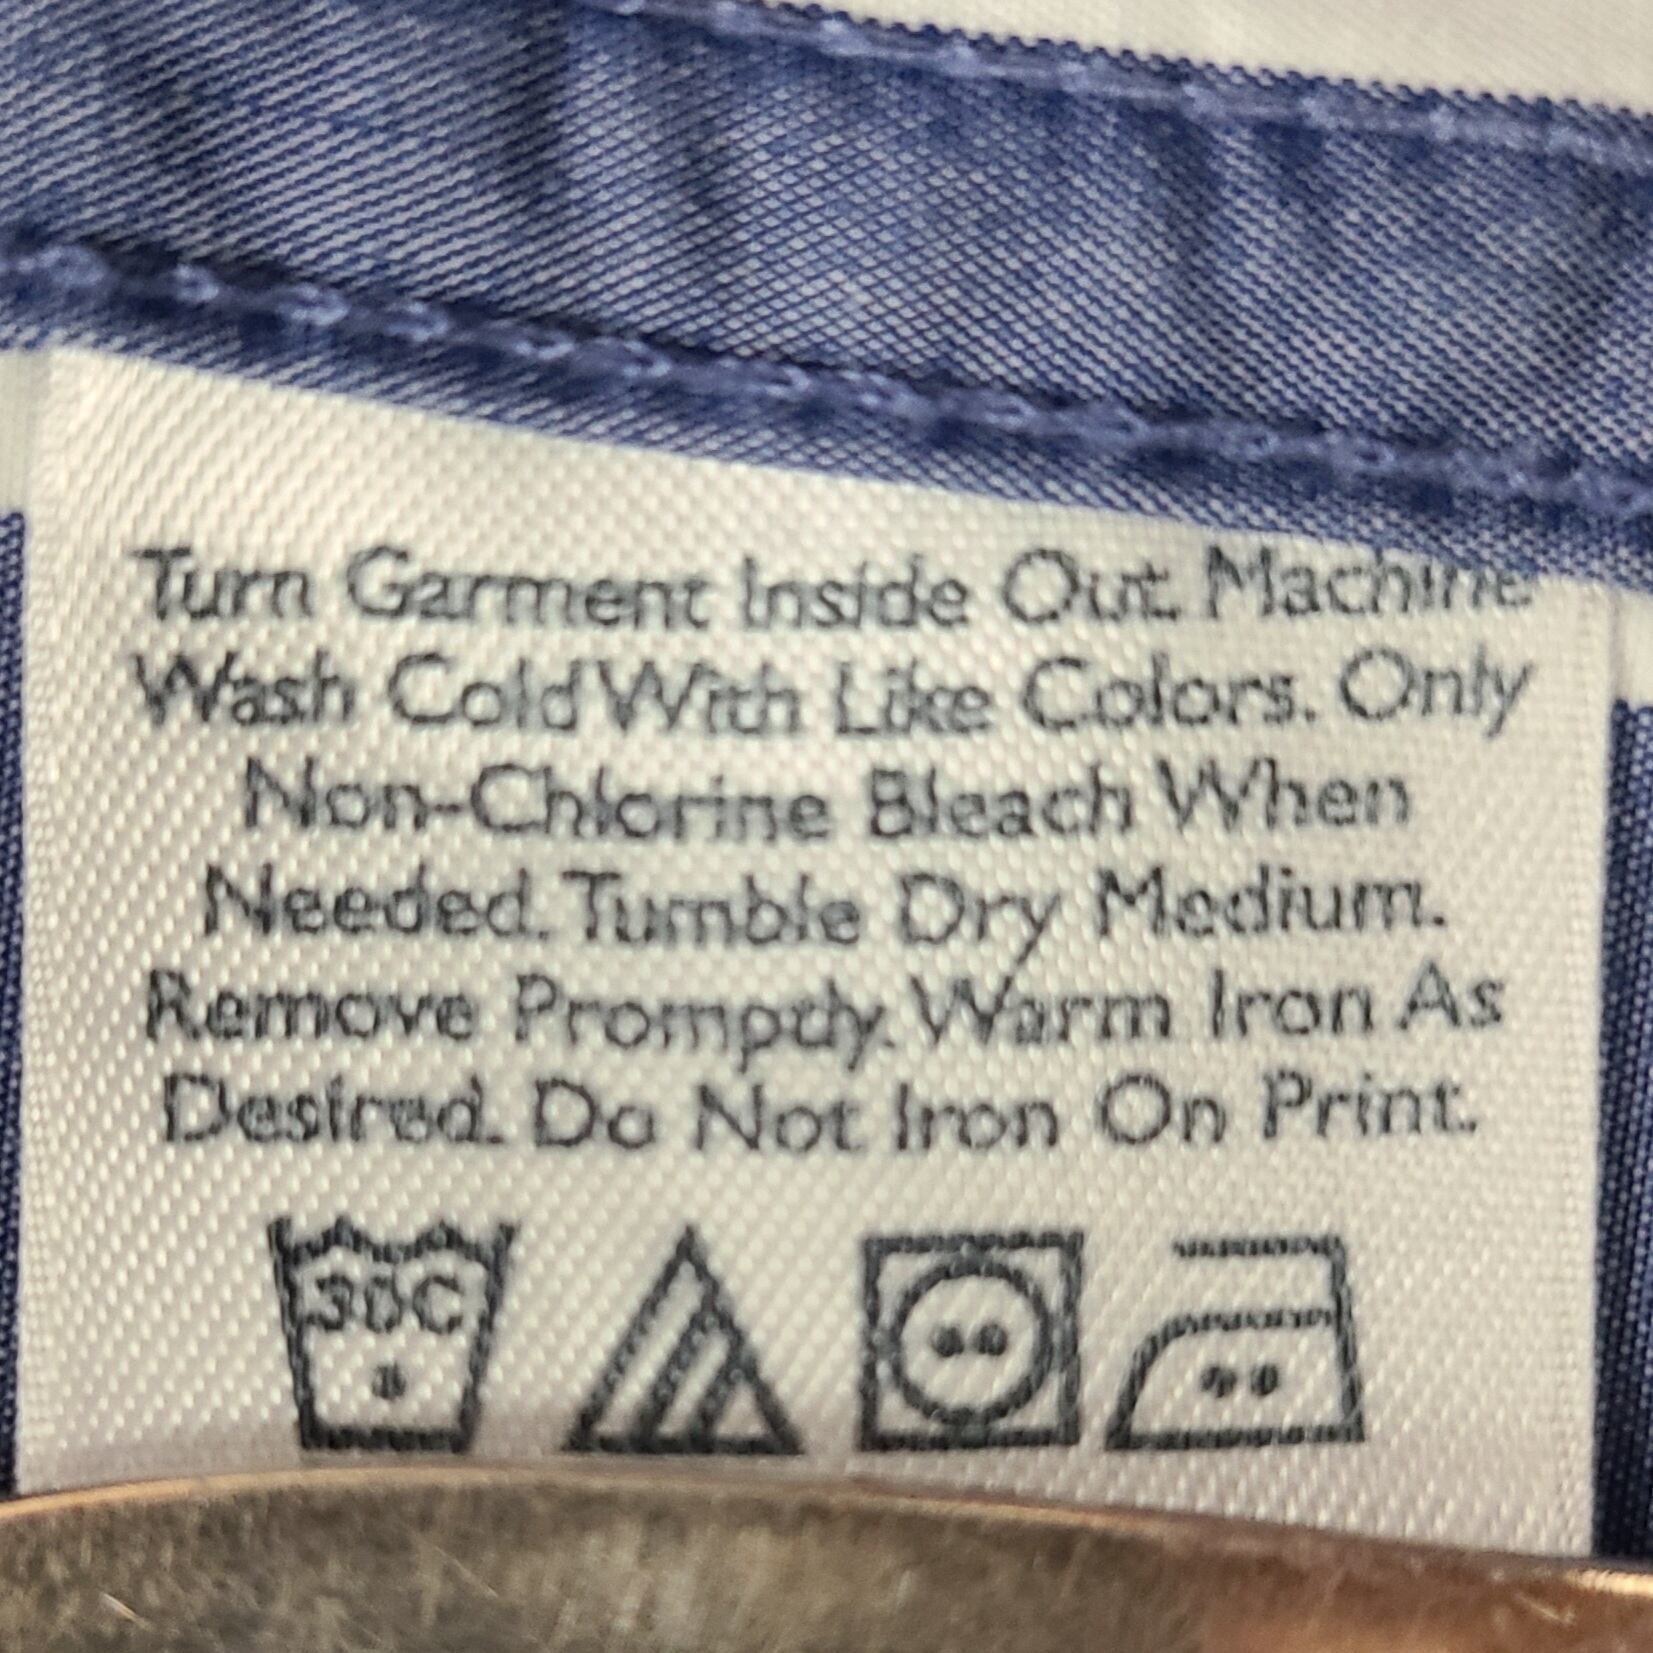 Turn Garment Inside Out. Machine
Wash Cold With Like Colors. Only
Non-Chlorine Bleach When
Needed. Tumble Dry Medium.
Remove Promptly. Warm Iron As
Desired. Do Not Iron On Print.
30C